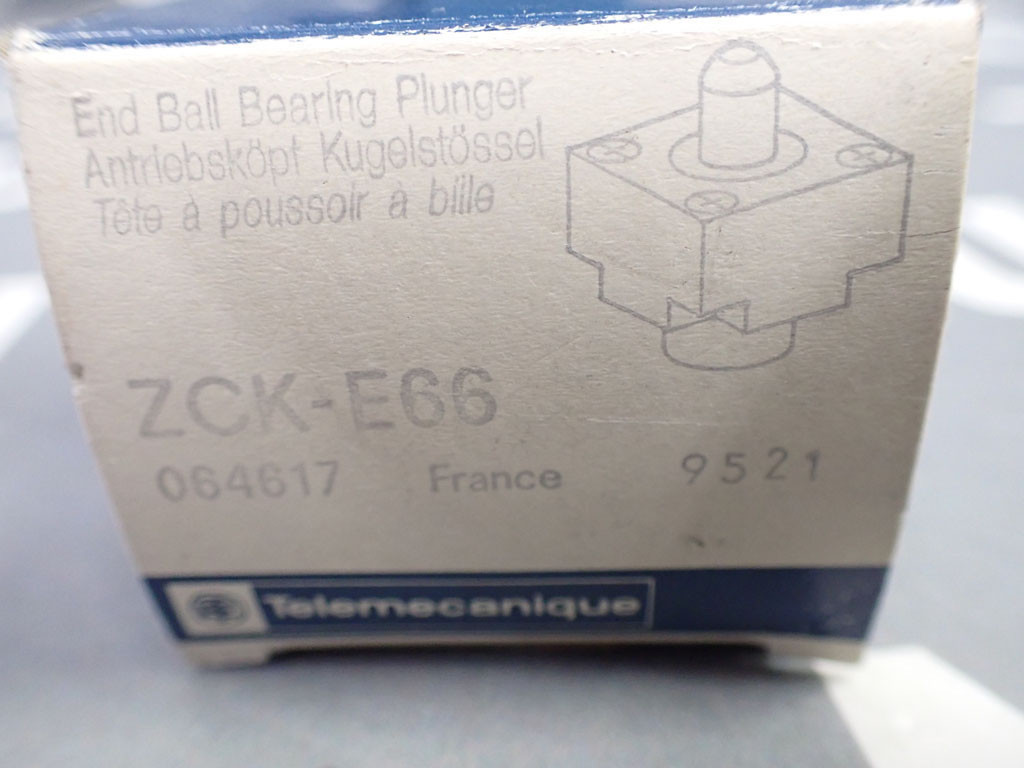 End Ball Bearing Plunger
Antriebsköpf Kugelstössel
Tête à poussoir à bille
ZCK-E66
064617 France 9521
Telemecanique